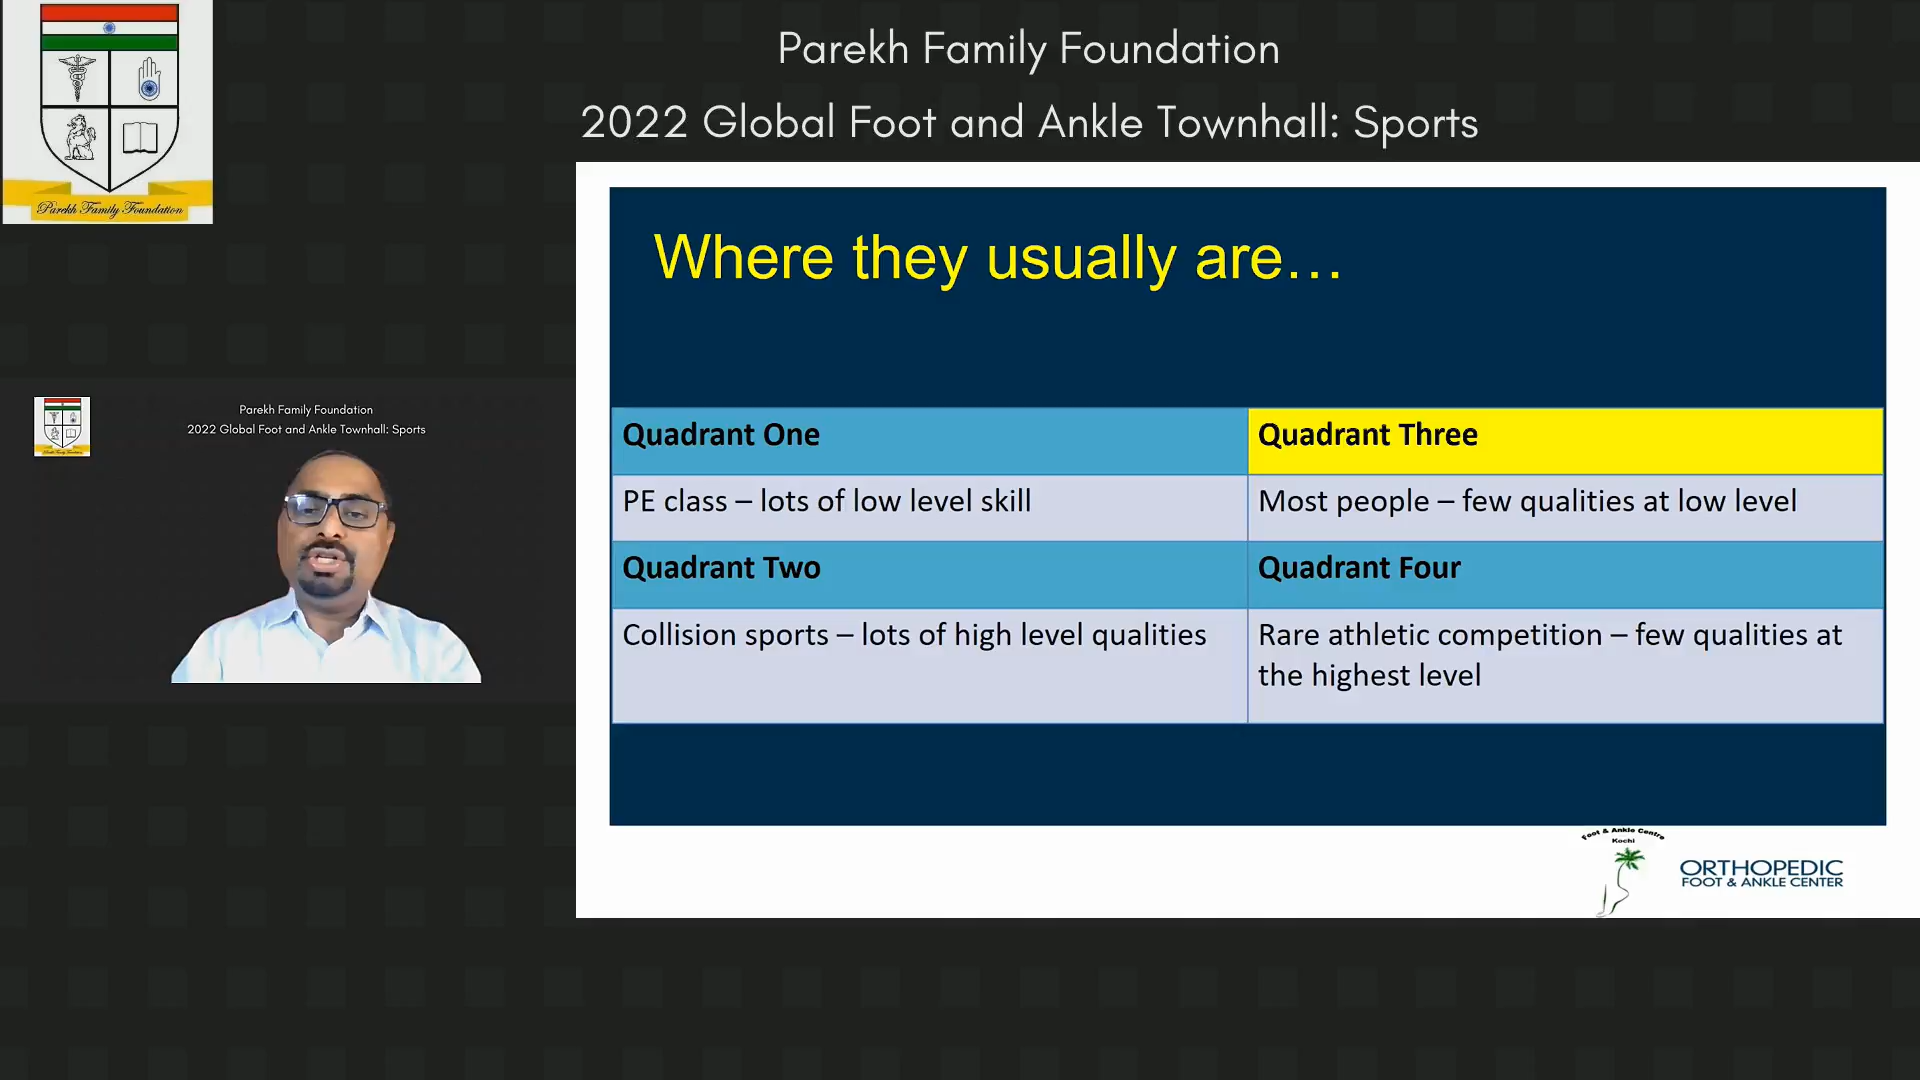 Parekh Family Foundation
2022 Global Foot and Ankle Townhall: Sports
Parekh Family Foundation
Where they usually are...
Quadrant One
Quadrant Three
PE class – lots of low level skill
Most people – few qualities at low level
Quadrant Two
Quadrant Four
Collision sports – lots of high level qualities
Rare athletic competition – few qualities at
the highest level
Parekh Family Foundation
2022 Global Foot and Ankle Townhall: Sports
Foot & Ankle Centre
Kochi
ORTHOPEDIC
FOOT & ANKLE CENTER